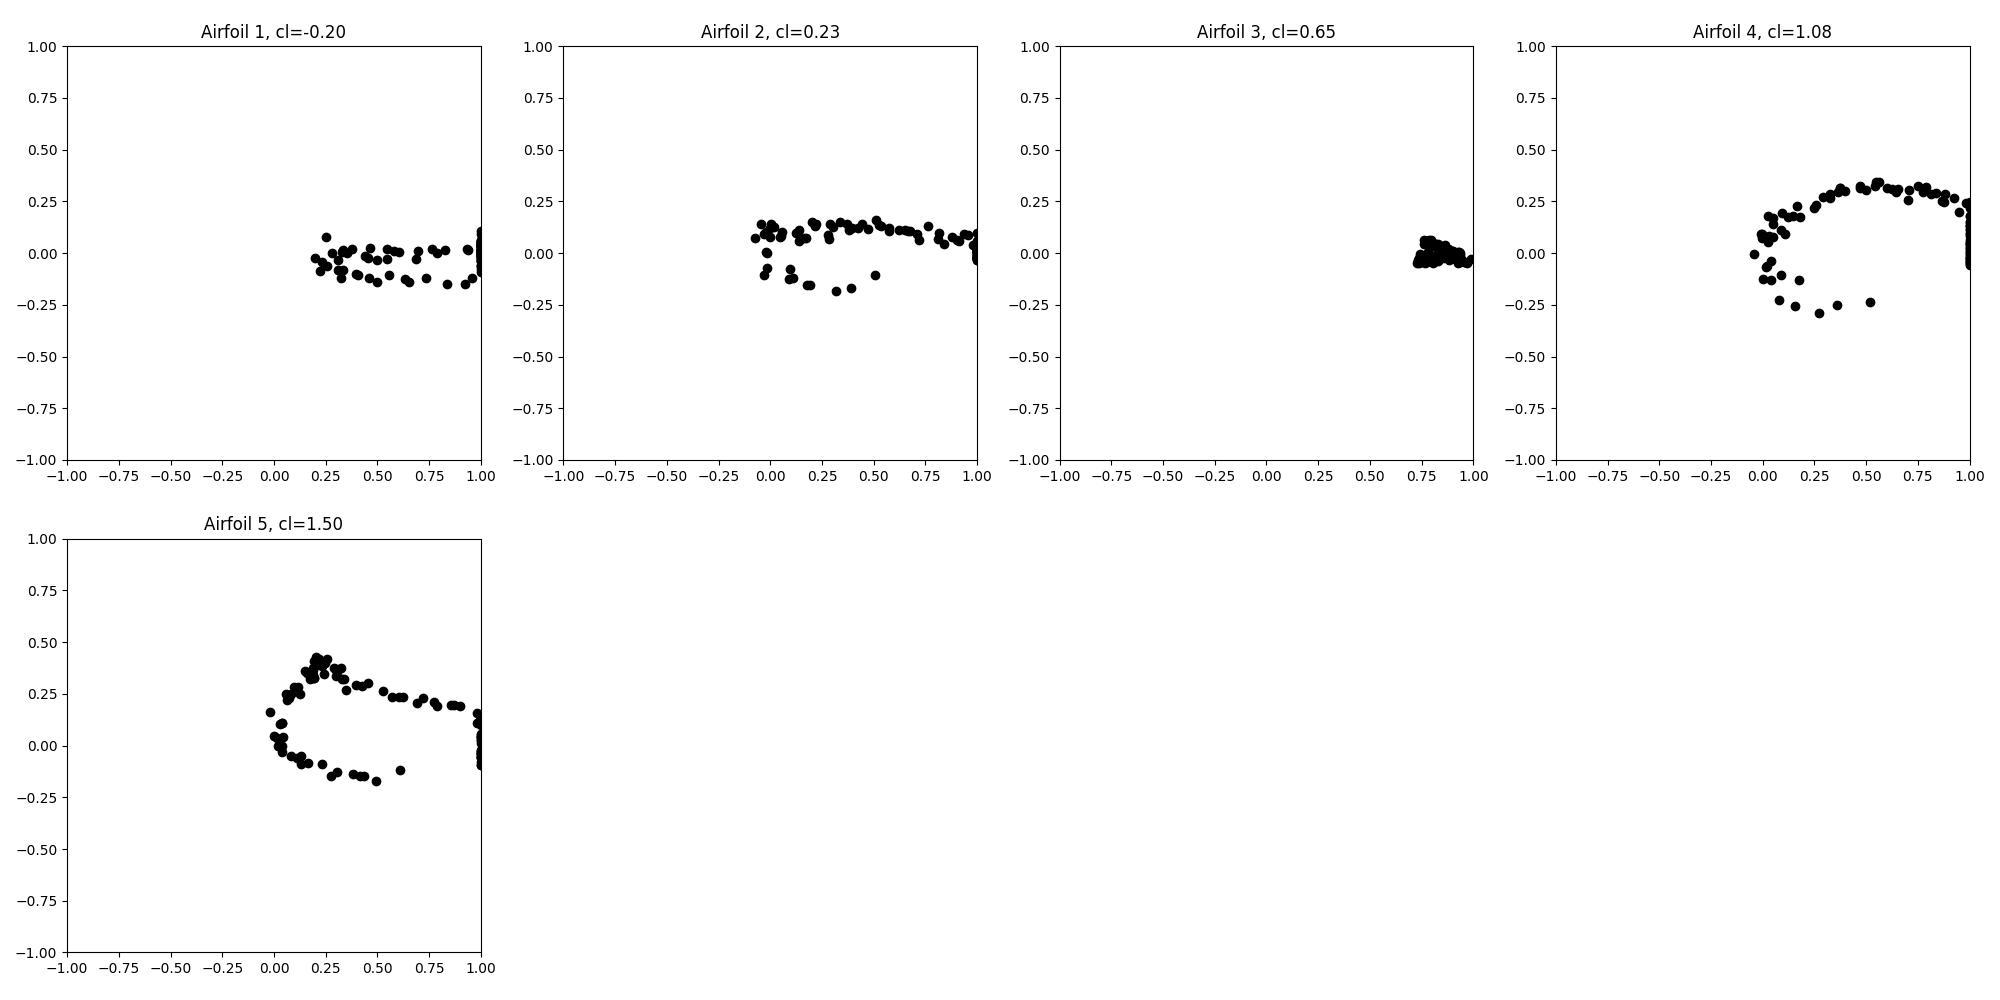 Airfoil 1, cl=-0.20
Airfoil 2, cl=0.23
Airfoil 3, cl=0.65
Airfoil 4, cl=1.08
1.00 1.00 1.00 1.00
0.75 0.75 0.75 0.75
0.50 0.50 0.50 0.50
0.25 0.25 0.25 0.25
0.00 0.00 0.00 0.00
−0.25 −0.25 −0.25 −0.25
−0.50 −0.50 −0.50 −0.50
−0.75 −0.75 −0.75 −0.75
−1.00 −1.00 −1.00 −1.00
−1.00 −0.75 −0.50 −0.25 0.00 0.25 0.50 0.75 1.00
−1.00 −0.75 −0.50 −0.25 0.00 0.25 0.50 0.75 1.00
−1.00 −0.75 −0.50 −0.25 0.00 0.25 0.50 0.75 1.00
−1.00 −0.75 −0.50 −0.25 0.00 0.25 0.50 0.75 1.00
Airfoil 5, cl=1.50
1.00
0.75
0.50
0.25
0.00
−0.25
−0.50
−0.75
−1.00
−1.00 −0.75 −0.50 −0.25 0.00 0.25 0.50 0.75 1.00